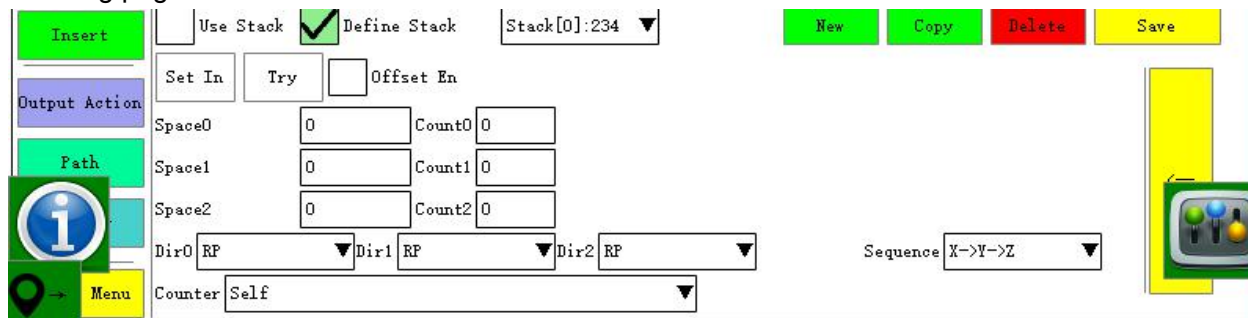 Insert Use Stack Define Stack Stack[0]:234 New Copy Delete Save
Set In Try Offset En
Output Action
Space0 0 Count0 0
Path Space1 0 Count1 0
Space2 0 Count2 0
Dir0 RP Dir1 RP Dir2 RP Sequence X->Y->Z
Menu Counter Self